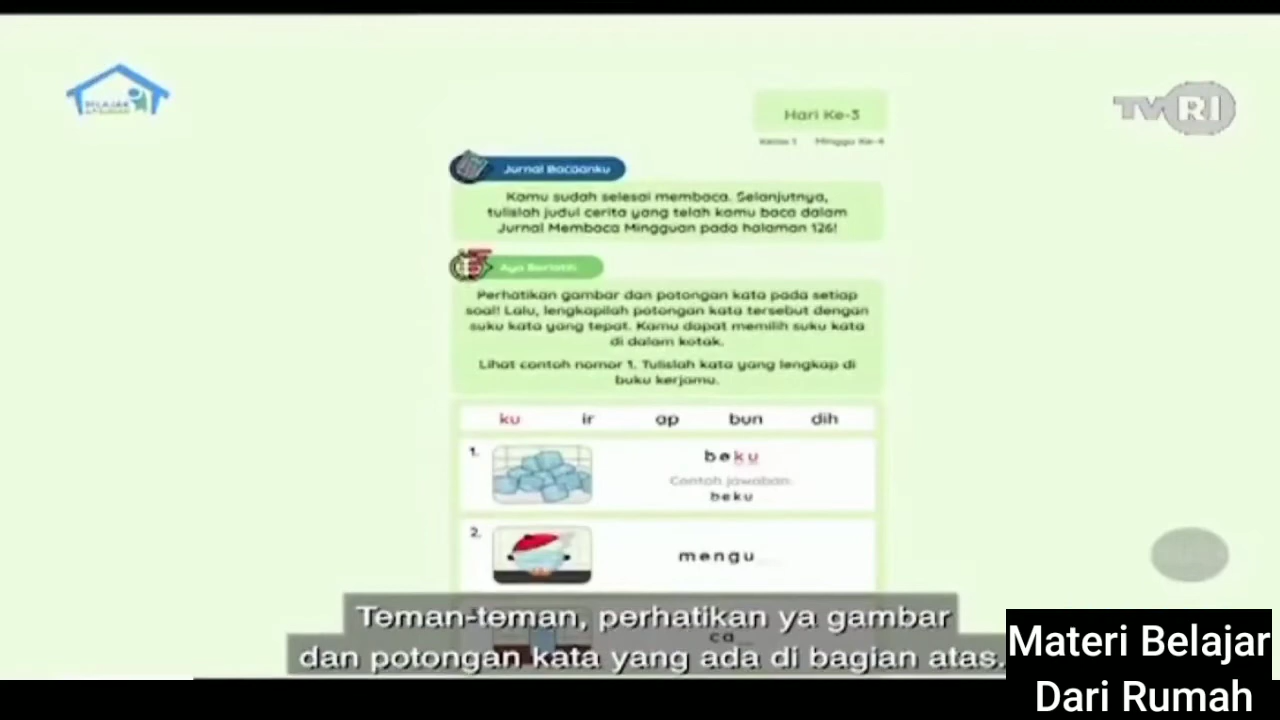 BELAJAR
TVRI
Hari Ke-3
Kelas 1 Minggu Ke-4
Jurnal Bacaanku
Kamu sudah selesai membaca. Selanjutnya,
tulislah judul cerita yang telah kamu baca dalam
Jurnal Membaca Mingguan pada halaman 126!
Ayo Berlatih
Perhatikan gambar dan potongan kata pada setiap
soal! Lalu, lengkapilah potongan kata tersebut dengan
suku kata yang tepat. Kamu dapat memilih suku kata
di dalam kotak.
Lihat contoh nomor 1. Tulislah kata yang lengkap di
buku kerjamu.
ku ir ap bun dih
1. beku
Contoh jawaban:
beku
2. mengu__
3. ca__
Teman-teman, perhatikan ya gambar
dan potongan kata yang ada di bagian atas.
Materi Belajar
Dari Rumah